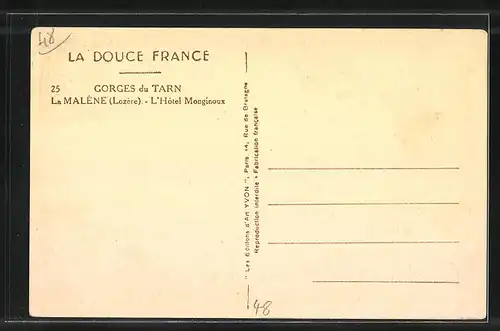 48
LA DOUCE FRANCE
25 GORGES du TARN
La MALÈNE (Lozère). - L'Hôtel Monginoux
" Les Editions d'Art YVON ", Paris, 14, Rue de Bretagne
Reproduction interdite - Fabrication française
48